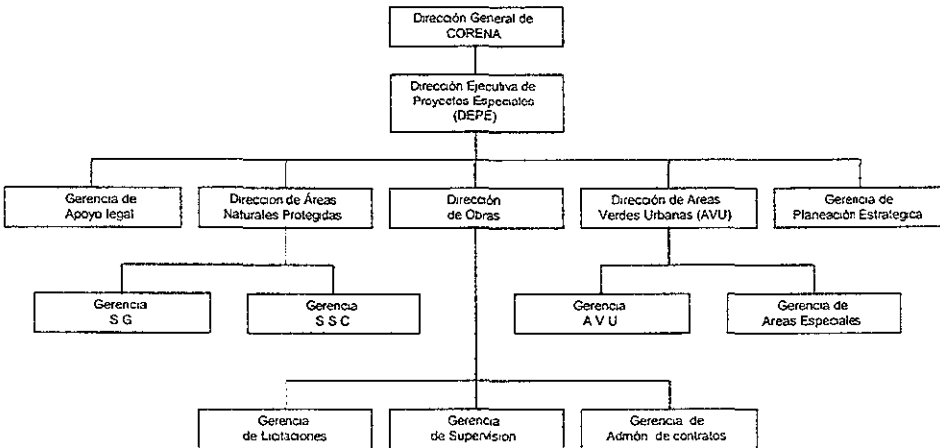 Dirección General de
CORENA
Dirección Ejecutiva de
Proyectos Especiales
(DEPE)
Gerencia de
Apoyo legal
Direccion de Áreas
Naturales Protegidas
Dirección
de Obras
Dirección de Areas
Verdes Urbanas (AVU)
Gerencia de
Planeación Estrategica
Gerencia
S G
Gerencia
S S C
Gerencia
A V U
Gerencia de
Areas Especiales
Gerencia
de Licitaciones
Gerencia
de Supervision
Gerencia de
Admón de contratos